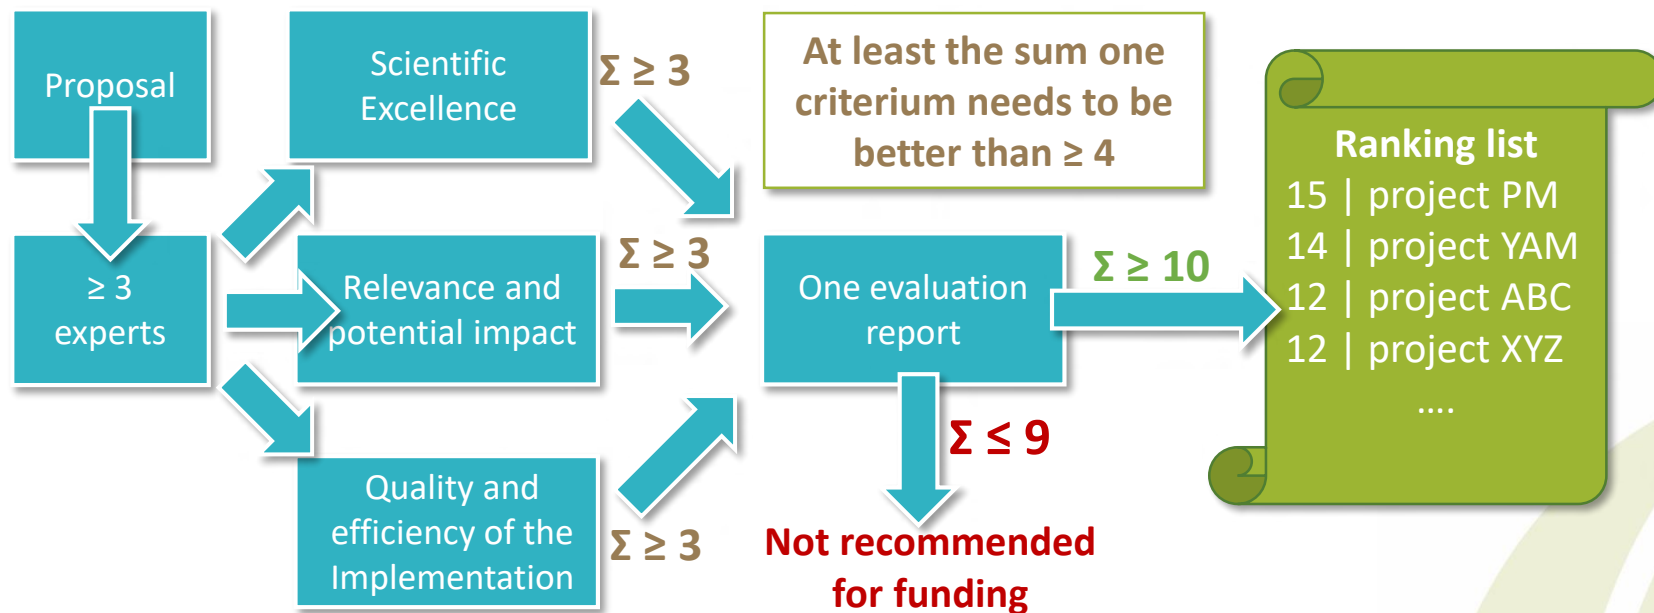 Proposal
≥ 3
experts
Scientific
Excellence
Σ ≥ 3
Relevance and
potential impact
Σ ≥ 3
Quality and
efficiency of the
Implementation
Σ ≥ 3
At least the sum one
criterium needs to be
better than ≥ 4
One evaluation
report
Σ ≥ 10
Σ ≤ 9
Not recommended
for funding
Ranking list
15 | project PM
14 | project YAM
12 | project ABC
12 | project XYZ
....